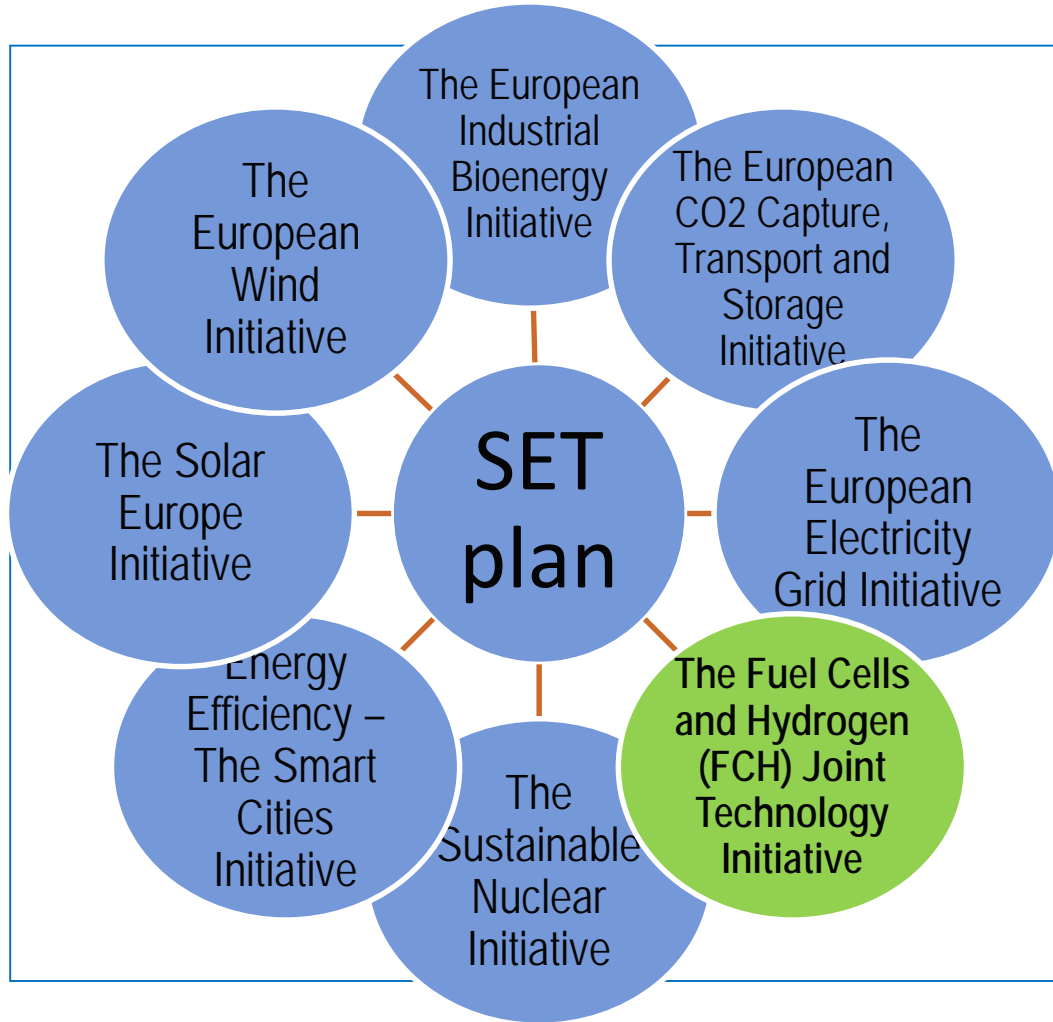 The European
Industrial
Bioenergy
Initiative
The European
CO2 Capture,
Transport and
Storage
Initiative
The
European
Electricity
Grid Initiative
The Fuel Cells
and Hydrogen
(FCH) Joint
Technology
Initiative
The
Sustainable
Nuclear
Initiative
Energy
Efficiency –
The Smart
Cities
Initiative
The Solar
Europe
Initiative
The
European
Wind
Initiative
SET
plan